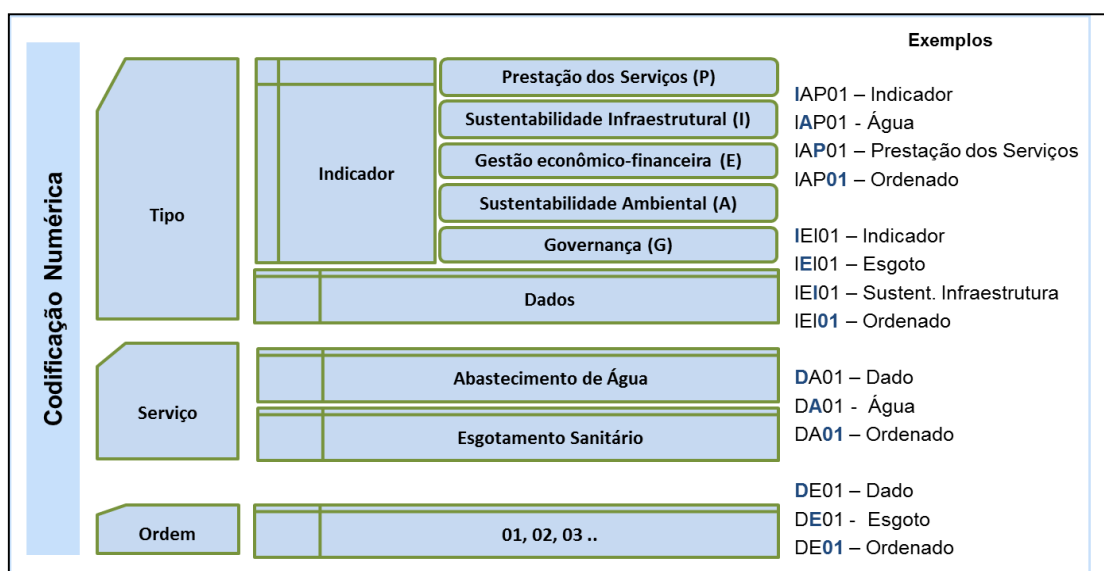 Exemplos
Codificação Numérica
Tipo
Indicador
Prestação dos Serviços (P)
Sustentabilidade Infraestrutural (I)
Gestão econômico-financeira (E)
Sustentabilidade Ambiental (A)
Governança (G)
Dados
Serviço
Abastecimento de Água
Esgotamento Sanitário
Ordem
01, 02, 03 ..
IAP01 – Indicador
IAP01 - Água
IAP01 – Prestação dos Serviços
IAP01 – Ordenado
IEI01 – Indicador
IEI01 – Esgoto
IEI01 – Sustent. Infraestrutura
IEI01 – Ordenado
DA01 – Dado
DA01 - Água
DA01 – Ordenado
DE01 – Dado
DE01 - Esgoto
DE01 – Ordenado